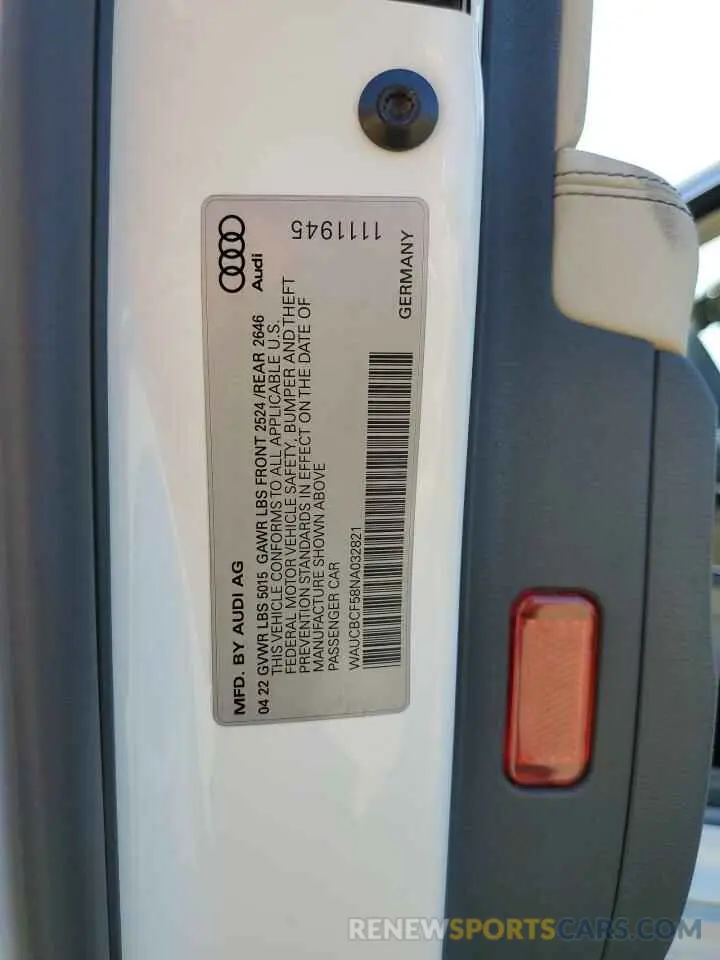 MFD. BY AUDI AG
Audi
04 22 GVWR LBS 5015 GAWR LBS FRONT 2524 /REAR 2646
THIS VEHICLE CONFORMS TO ALL APPLICABLE U.S.
FEDERAL MOTOR VEHICLE SAFETY, BUMPER AND THEFT
PREVENTION STANDARDS IN EFFECT ON THE DATE OF
MANUFACTURE SHOWN ABOVE
PASSENGER CAR
1111945
WAUCBCF58NA032821
GERMANY
RENEWSPORTSCARS.COM